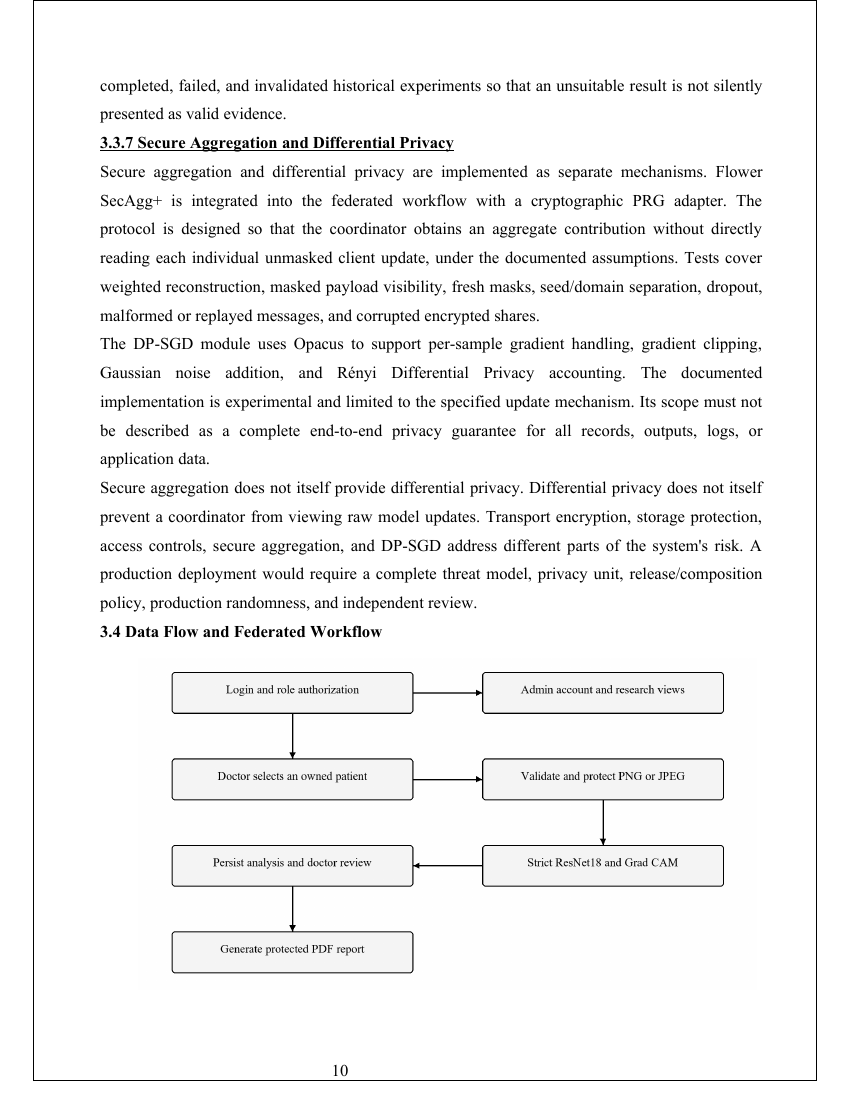 completed, failed, and invalidated historical experiments so that an unsuitable result is not silently
presented as valid evidence.
3.3.7 Secure Aggregation and Differential Privacy
Secure aggregation and differential privacy are implemented as separate mechanisms. Flower
SecAgg+ is integrated into the federated workflow with a cryptographic PRG adapter. The
protocol is designed so that the coordinator obtains an aggregate contribution without directly
reading each individual unmasked client update, under the documented assumptions. Tests cover
weighted reconstruction, masked payload visibility, fresh masks, seed/domain separation, dropout,
malformed or replayed messages, and corrupted encrypted shares.
The DP-SGD module uses Opacus to support per-sample gradient handling, gradient clipping,
Gaussian noise addition, and Rényi Differential Privacy accounting. The documented
implementation is experimental and limited to the specified update mechanism. Its scope must not
be described as a complete end-to-end privacy guarantee for all records, outputs, logs, or
application data.
Secure aggregation does not itself provide differential privacy. Differential privacy does not itself
prevent a coordinator from viewing raw model updates. Transport encryption, storage protection,
access controls, secure aggregation, and DP-SGD address different parts of the system's risk. A
production deployment would require a complete threat model, privacy unit, release/composition
policy, production randomness, and independent review.
3.4 Data Flow and Federated Workflow
Login and role authorization
Admin account and research views
Doctor selects an owned patient
Validate and protect PNG or JPEG
Persist analysis and doctor review
Strict ResNet18 and Grad CAM
Generate protected PDF report
10